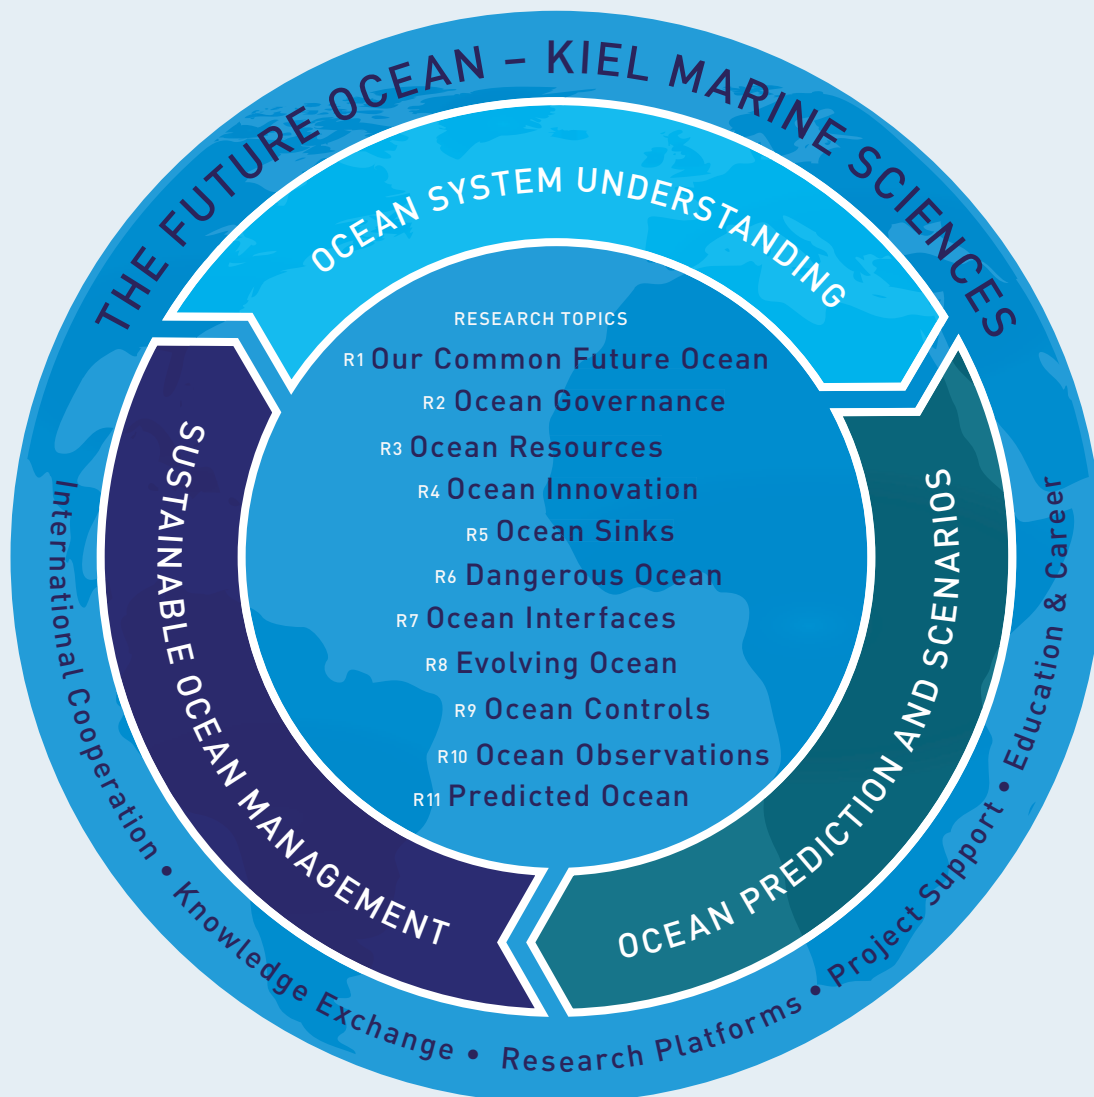 THE FUTURE OCEAN – KIEL MARINE SCIENCES
OCEAN SYSTEM UNDERSTANDING
RESEARCH TOPICS
R1 Our Common Future Ocean
R2 Ocean Governance
R3 Ocean Resources
R4 Ocean Innovation
R5 Ocean Sinks
R6 Dangerous Ocean
R7 Ocean Interfaces
R8 Evolving Ocean
R9 Ocean Controls
R10 Ocean Observations
R11 Predicted Ocean
OCEAN PREDICTION AND SCENARIOS
SUSTAINABLE OCEAN MANAGEMENT
International Cooperation • Knowledge Exchange • Research Platforms • Project Support • Education & Career